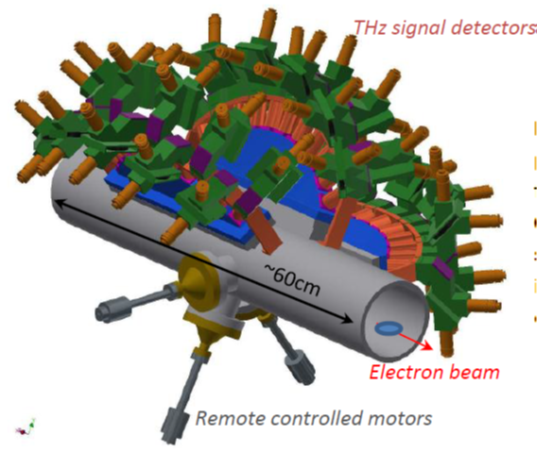 THz signal detectors
~60cm
Electron beam
Remote controlled motors